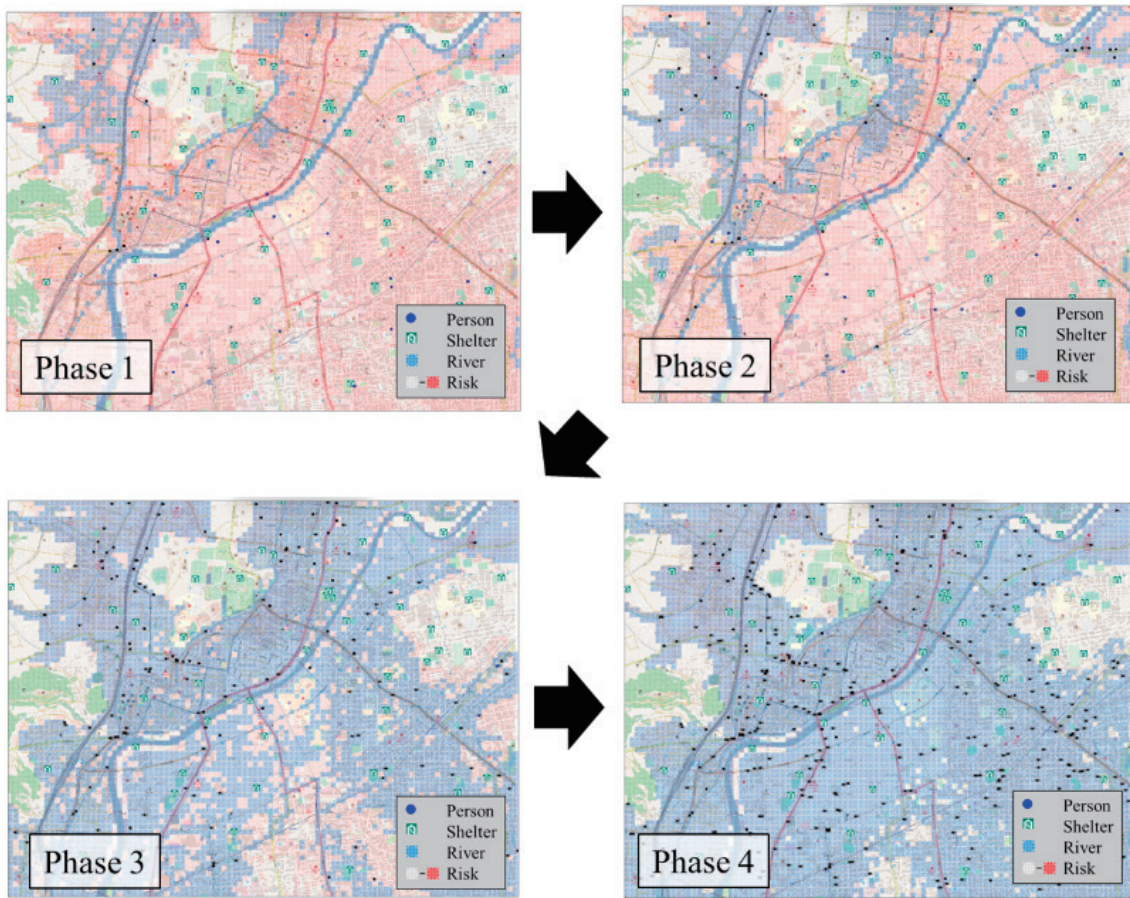 Phase 1
Person
Shelter
River
- Risk
Phase 2
Person
Shelter
River
- Risk
Phase 3
Person
Shelter
River
- Risk
Phase 4
Person
Shelter
River
- Risk